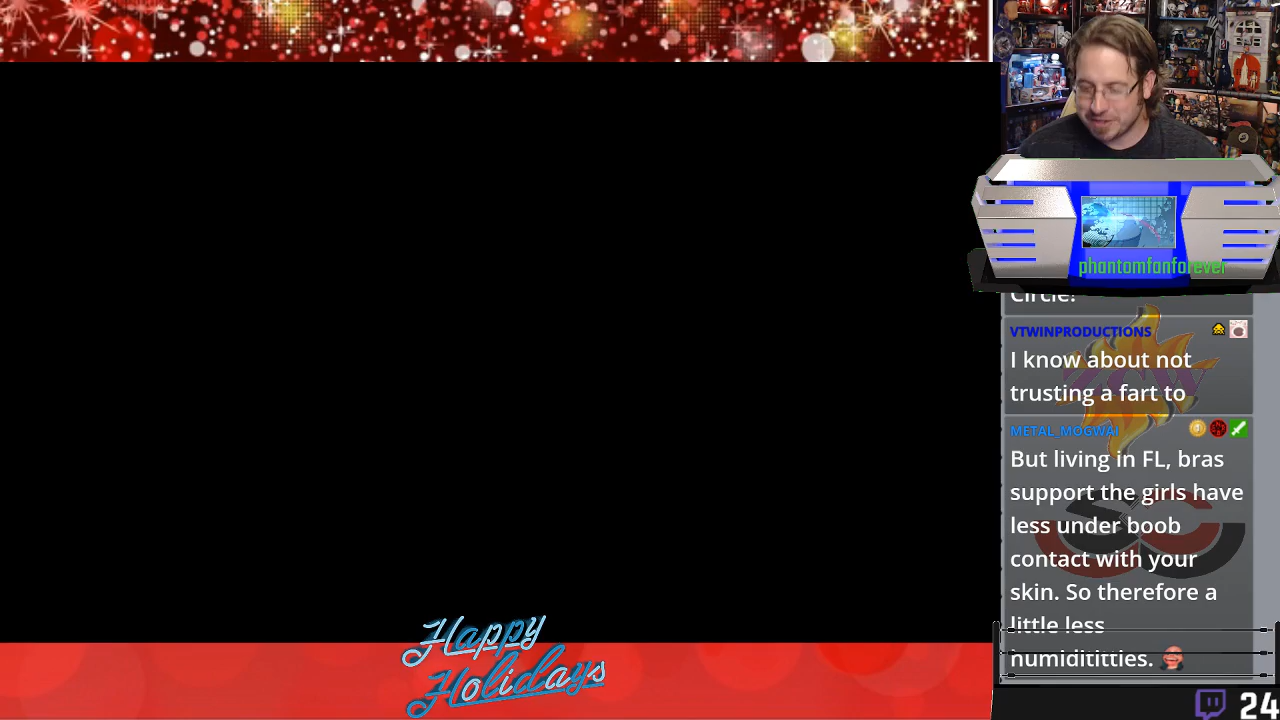 phantomfanforever
Circle!
VTWINPRODUCTIONS
I know about not
trusting a fart to
METAL_MOGWAI
But living in FL, bras
support the girls have
less under boob
contact with your
skin. So therefore a
little less
humidititties.
Happy
Holidays
24